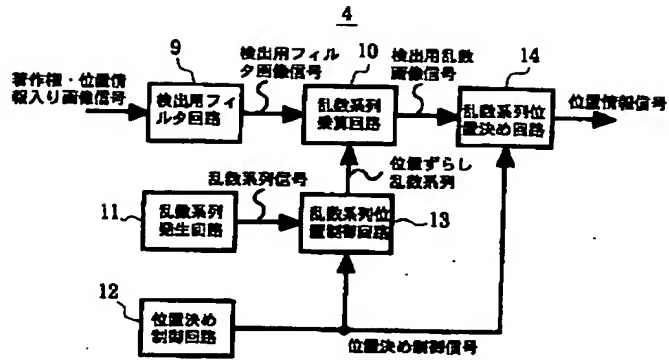 4
9
検出用フィル
タ画像信号
10
検出用乱数
画像信号
14
著作権・位置情
報入り画像信号
検出用フィ
ルタ回路
乱数系列
乗算回路
乱数系列位
置決め回路
位置情報信号
乱数系列信号
位置ずらし
乱数系列
11
乱数系列
発生回路
乱数系列位
置制御回路
13
12
位置決め
制御回路
位置決め制御信号